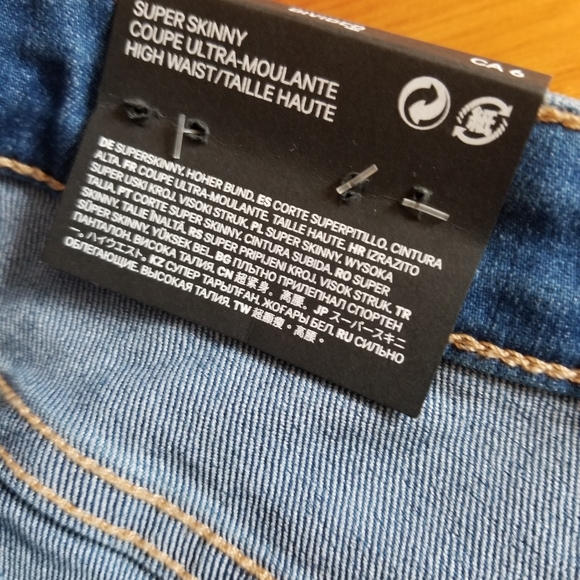 DIVIDED
CA 6
SUPER SKINNY
COUPE ULTRA-MOULANTE
HIGH WAIST/TAILLE HAUTE
紙
DE SUPERSKINNY, HOHER BUND. ES CORTE SUPERPITILLO. CINTURA
ALTA. FR COUPE ULTRA-MOULANTE. TAILLE HAUTE. HR IZRAZITO
SUPER USKI KROJ, VISOKI STRUK. PL SUPER SKINNY, WYSOKA
TALIA. PT CORTE SUPER SKINNY, CINTURA SUBIDA. RO SUPER
SKINNY, TALIE ÎNALTĂ. RS SUPER PRIPIJENI KROJ, VISOK STRUK. TR
SÜPER SKINNY, YÜKSEK BEL. BG ПЛЪТНО ПРИЛЕПНАЛ СПОРТЕН
ПАНТАЛОН, ВИСОКА ТАЛИЯ. CN 超紧身。高腰。JP スーパースキニ
ー。ハイウエスト。KZ СУПЕР ТАРЫЛҒАН, ЖОҒАРЫ БЕЛ. RU СИЛЬНО
ОБЛЕГАЮЩИЕ, ВЫСОКАЯ ТАЛИЯ. TW 超顯瘦。高腰。